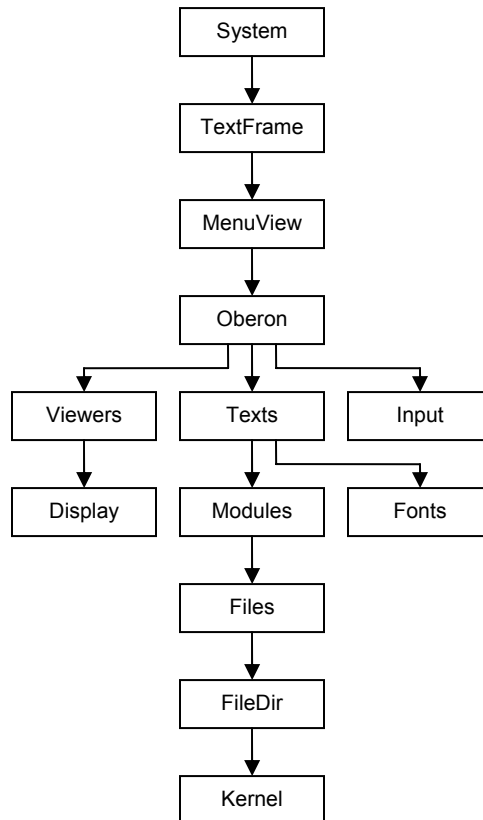 System
TextFrame
MenuView
Oberon
Viewers
Texts
Input
Display
Modules
Fonts
Files
FileDir
Kernel